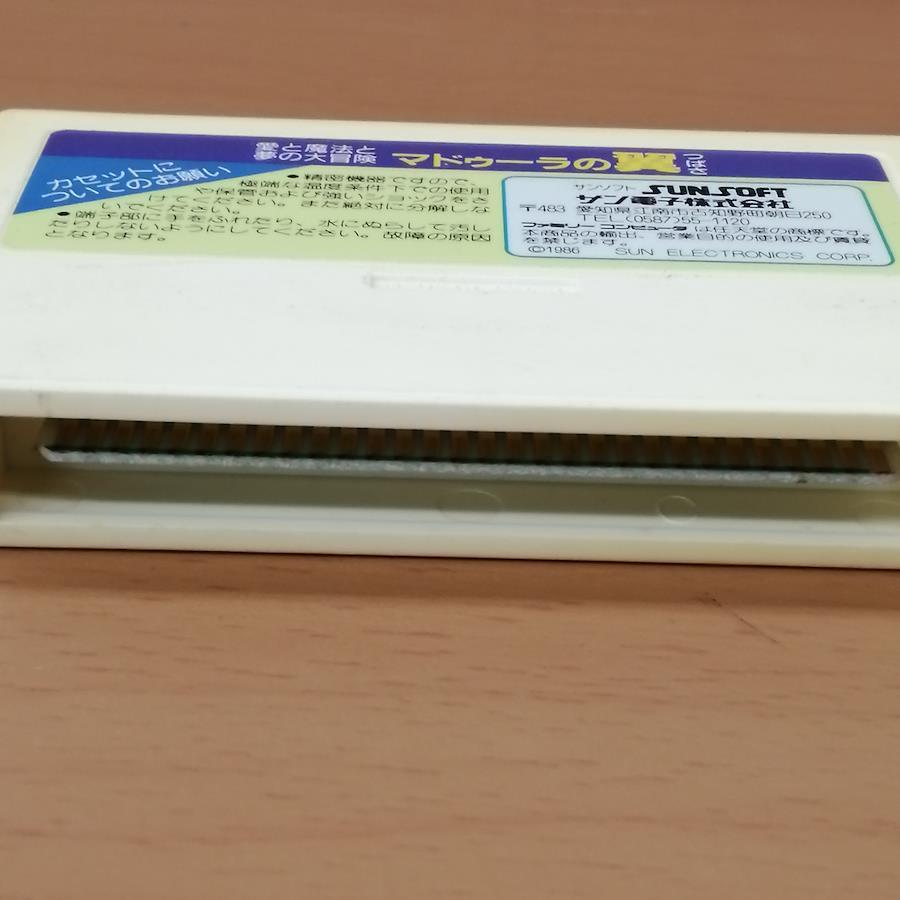 愛と魔法と
夢の大冒険
マドゥーラの翼
つばさ
カセットに
ついてのお願い
●精密機器ですので、
極端な温度条件下での使用
や保管および強いショックをさ
けてください。また絶対に分解しな
いでください。
●端子部に手をふれたり、水にぬらして汚し
たりしないようにしてください。故障の原因
となります。
サンソフト SUNSOFT
サン電子株式会社
〒483 愛知県江南市古知野町朝日250
TEL(0587)55-1120
ファミリーコンピュータは任天堂の商標です。
本商品の輸出、営業目的の使用及び賃貸
を禁じます。
©1986 SUN ELECTRONICS CORP.